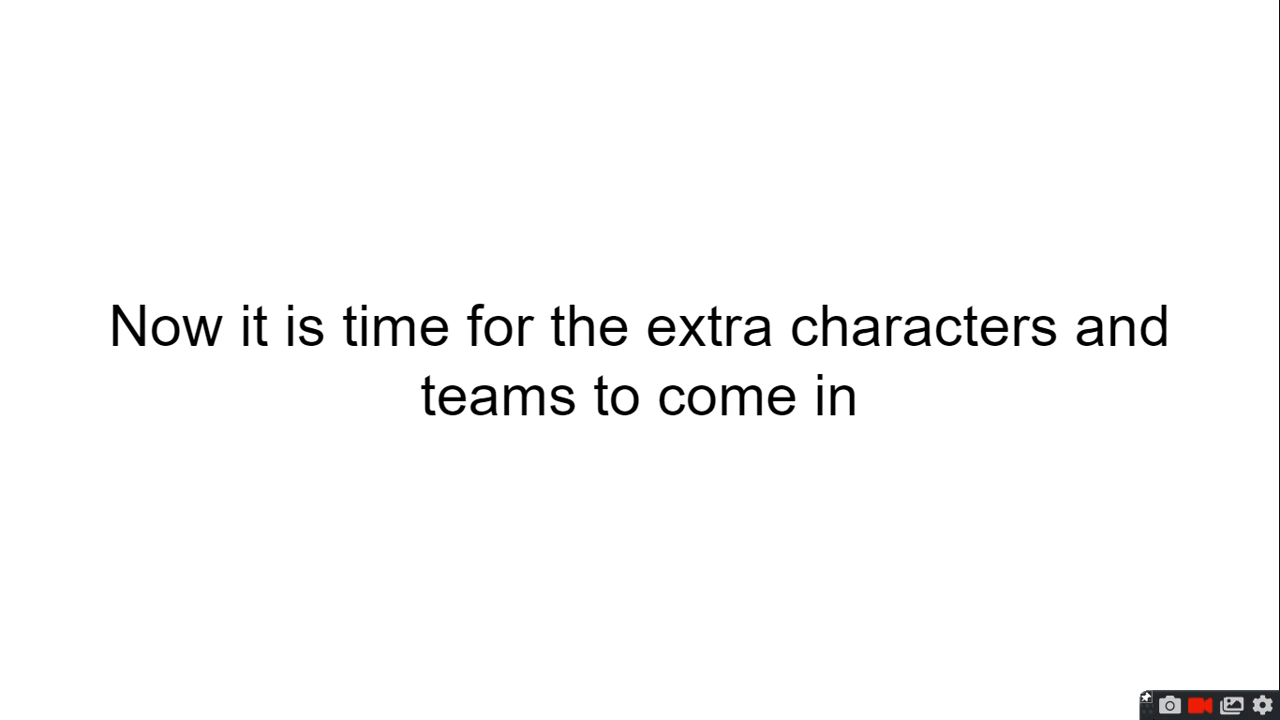 Now it is time for the extra characters and
teams to come in